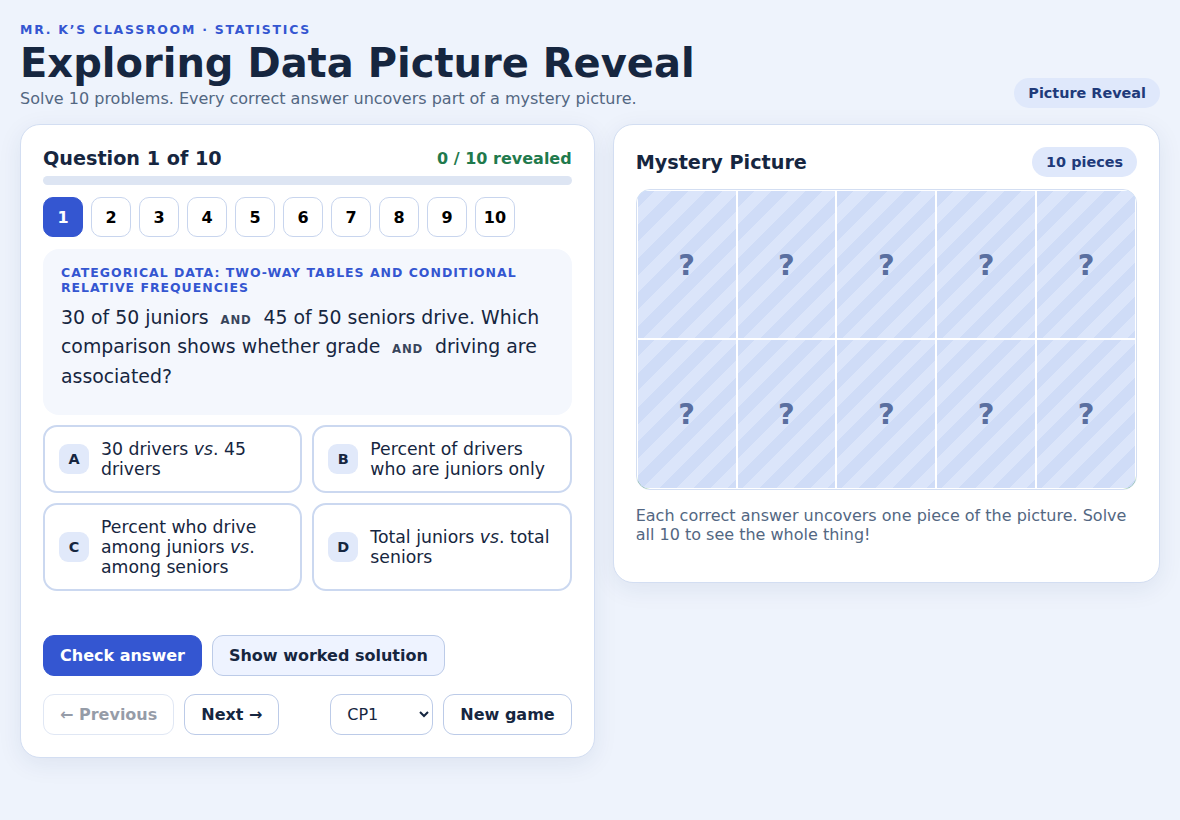 MR. K’S CLASSROOM · STATISTICS
Exploring Data Picture Reveal
Solve 10 problems. Every correct answer uncovers part of a mystery picture.
Picture Reveal
Question 1 of 10
0 / 10 revealed
1 2 3 4 5 6 7 8 9 10
CATEGORICAL DATA: TWO-WAY TABLES AND CONDITIONAL
RELATIVE FREQUENCIES
30 of 50 juniors AND 45 of 50 seniors drive. Which
comparison shows whether grade AND driving are
associated?
A
30 drivers vs. 45
drivers
B
Percent of drivers
who are juniors only
C
Percent who drive
among juniors vs.
among seniors
D
Total juniors vs. total
seniors
Check answer
Show worked solution
← Previous
Next →
CP1
New game
Mystery Picture
10 pieces
? ? ? ? ?
? ? ? ? ?
Each correct answer uncovers one piece of the picture. Solve
all 10 to see the whole thing!